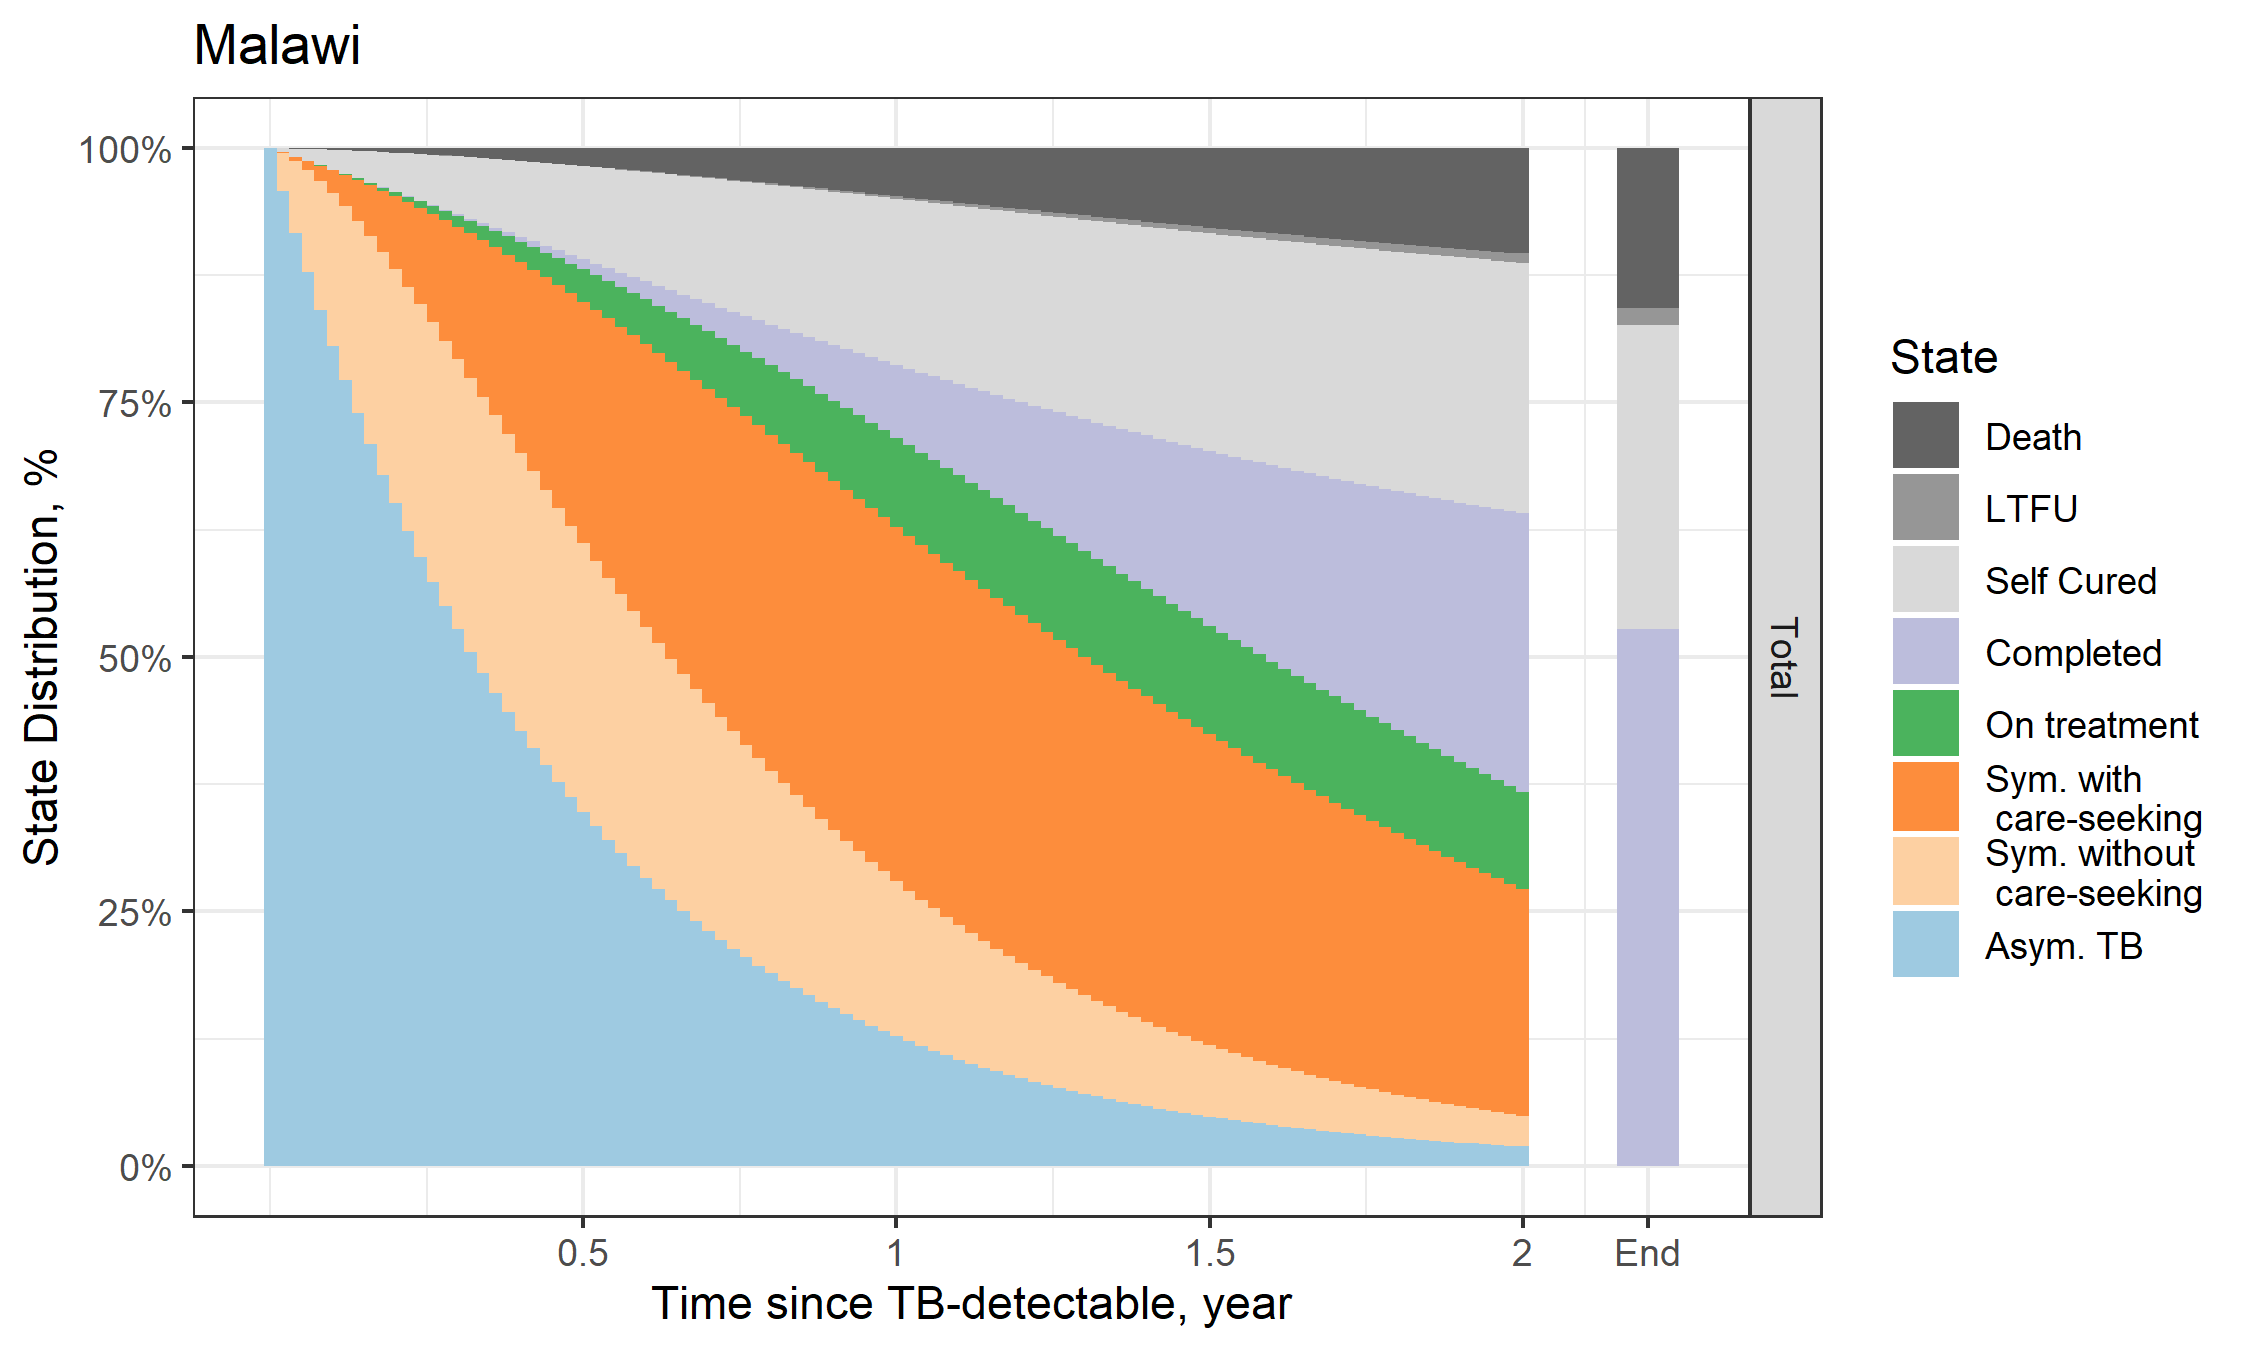 Malawi
State Distribution, %
100%
75%
50%
25%
0%
0.5
1
1.5
2
End
Time since TB-detectable, year
Total
State
Death
LTFU
Self Cured
Completed
On treatment
Sym. with
care-seeking
Sym. without
care-seeking
Asym. TB